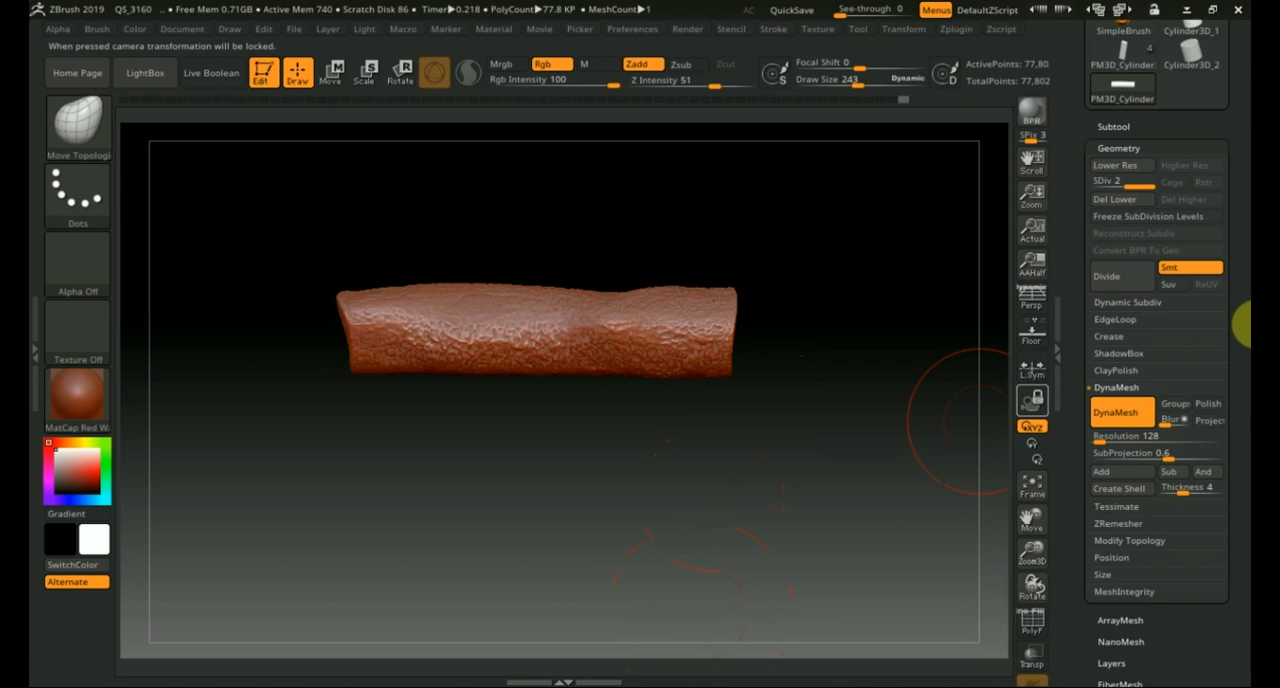 ZBrush 2019 QS_3160 .. • Free Mem 0.71GB • Active Mem 740 • Scratch Disk 86 • Timer▶0.218 • PolyCount▶77.8 KP • MeshCount▶1 AC QuickSave See-through 0 Menus DefaultZScript
Alpha Brush Color Document Draw Edit File Layer Light Macro Marker Material Movie Picker Preferences Render Stencil Stroke Texture Tool Transform Zplugin Zscript
When pressed camera transformation will be locked.
Home Page LightBox Live Boolean Edit Draw Move Scale Rotate
Mrgb Rgb M Zadd Zsub Zcut Focal Shift 0 ActivePoints: 77,80
Rgb Intensity 100 Z Intensity 51 Draw Size 243 Dynamic TotalPoints: 77,802
S D
Move Topologi
Dots
Alpha Off
Texture Off
MatCap Red Wa
Gradient
SwitchColor
Alternate
BPR
SPix 3
Scroll
Zoom
Actual
AAHalf
Dynamic
Persp
Floor
L.Sym
XYZ
Frame
Move
Zoom3D
Rotate
PolyF
Transp
SimpleBrush Cylinder3D_1
4
PM3D_Cylinder Cylinder3D_2
PM3D_Cylinder
Subtool
Geometry
Lower Res Higher Res
SDiv 2 Cage Rstr
Del Lower Del Higher
Freeze SubDivision Levels
Reconstruct Subdiv
Convert BPR To Geo
Divide Smt
Suv ReUV
Dynamic Subdiv
EdgeLoop
Crease
ShadowBox
ClayPolish
DynaMesh
DynaMesh Groups Polish
Blur Project
Resolution 128
SubProjection 0.6
Add Sub And
Create Shell Thickness 4
Tessimate
ZRemesher
Modify Topology
Position
Size
MeshIntegrity
ArrayMesh
NanoMesh
Layers
FiberMesh